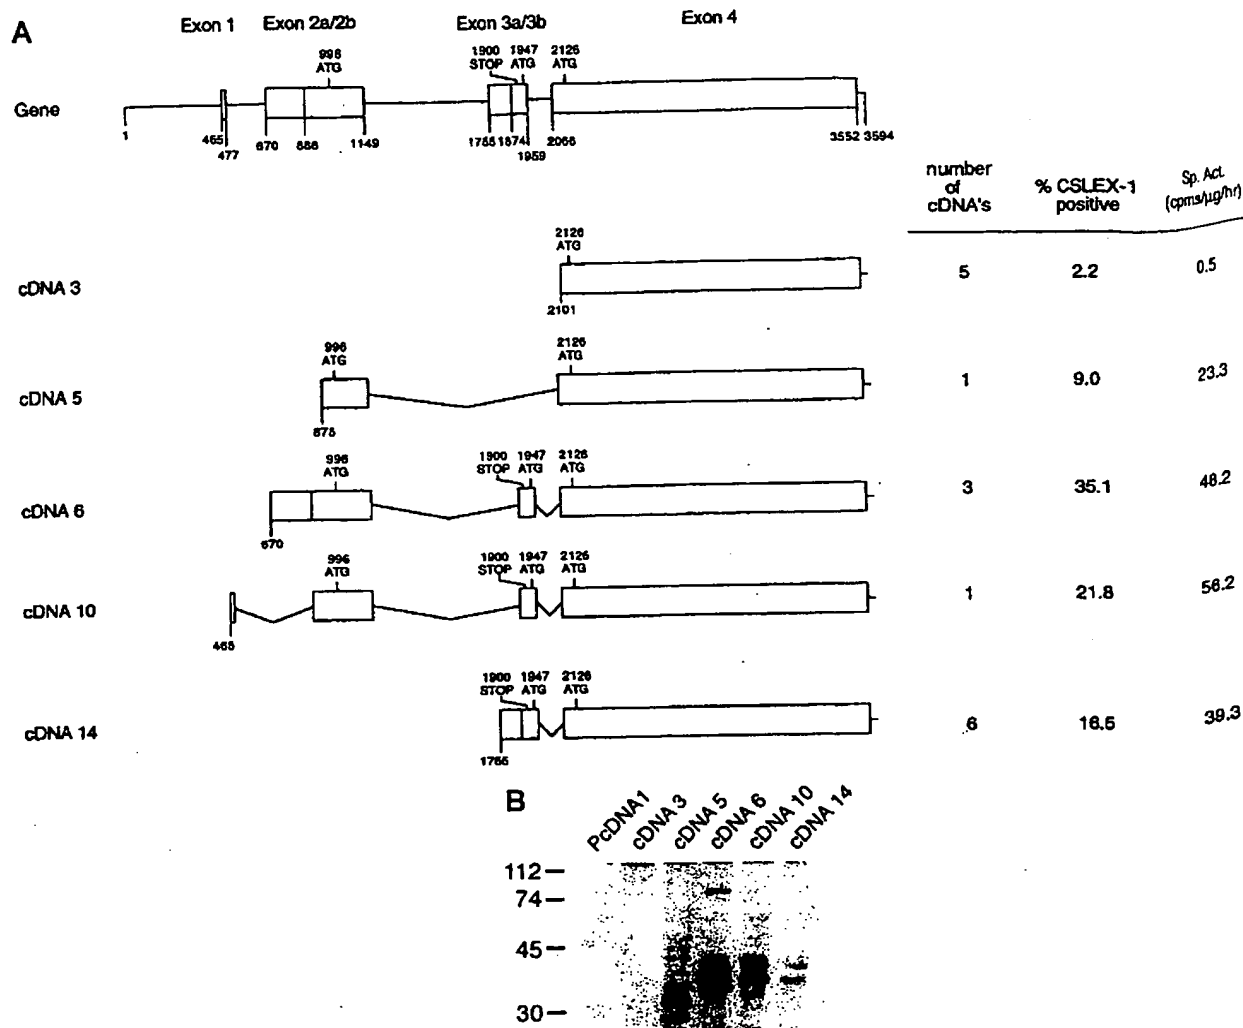 A
Exon 1 Exon 2a/2b Exon 3a/3b Exon 4
998 ATG
1900 STOP
1947 ATG
2126 ATG
Gene
1 465 477 670 1149 1959 2066 3552 3594
number of cDNA's
% CSLEX-1 positive
Sp. Act. (cpms/μg/hr)
2126 ATG
cDNA 3
2101
5 2.2 0.5
996 ATG
2126 ATG
cDNA 5
1 9.0 23.3
996 ATG
1900 STOP
1947 ATG
2126 ATG
cDNA 6
670
3 35.1 48.2
996 ATG
1900 STOP
1947 ATG
2126 ATG
cDNA 10
465
1 21.8 56.2
1900 STOP
1947 ATG
2126 ATG
cDNA 14
6 16.5 39.3
B
PcDNA1 cDNA 3 cDNA 5 cDNA 6 cDNA 10 cDNA 14
112
74
45
30